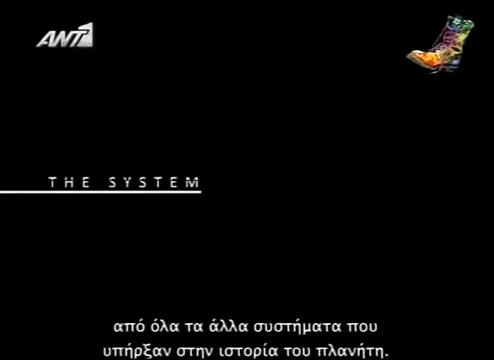 ANT1
THE SYSTEM
από όλα τα άλλα συστήματα που
υπήρξαν στην ιστορία του πλανήτη.